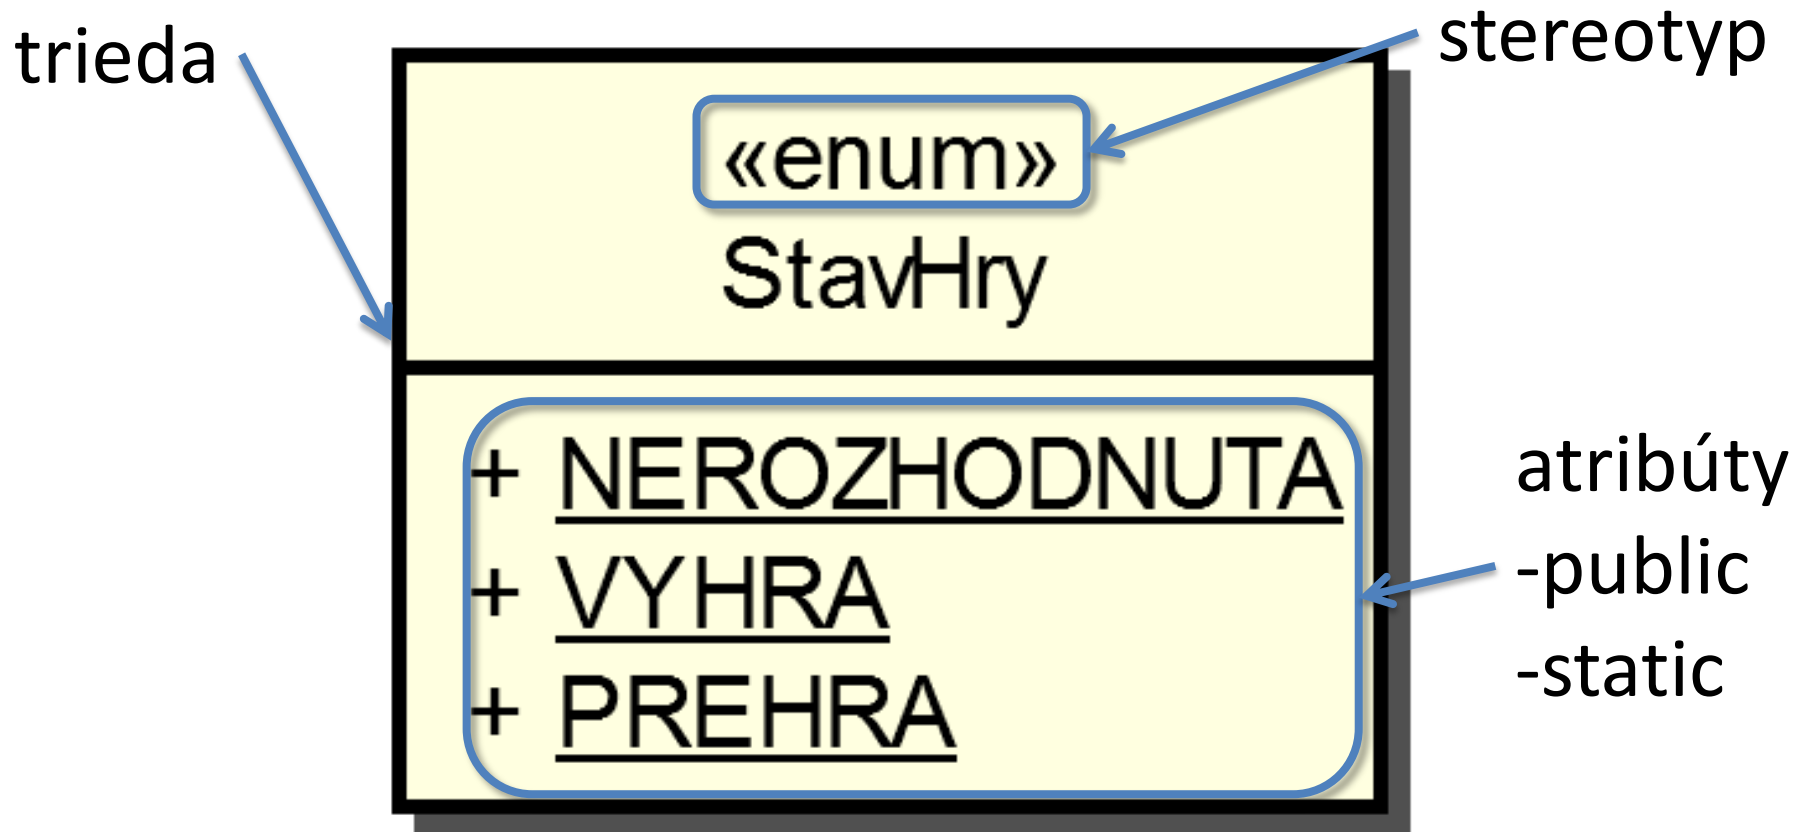 trieda
stereotyp
«enum»
StavHry
+ NEROZHODNUTA
+ VYHRA
+ PREHRA
atribúty
-public
-static